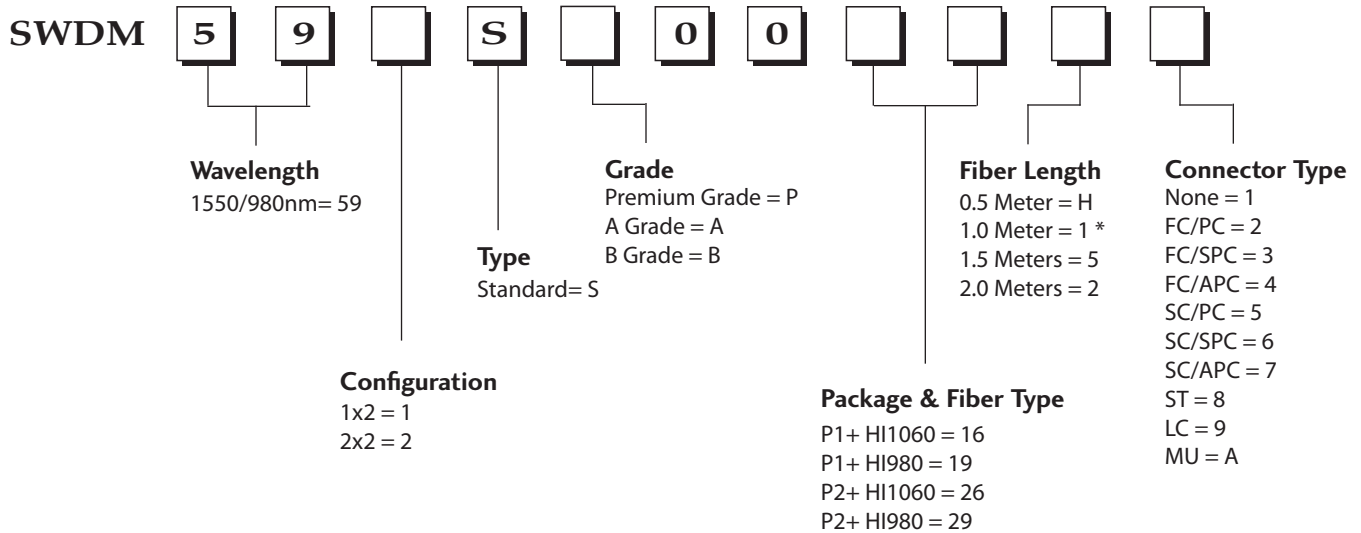 SWDM 5 9 S 0 0
Wavelength
1550/980nm= 59
Configuration
1x2 = 1
2x2 = 2
Type
Standard= S
Grade
Premium Grade = P
A Grade = A
B Grade = B
Package & Fiber Type
P1+ HI1060 = 16
P1+ HI980 = 19
P2+ HI1060 = 26
P2+ HI980 = 29
Fiber Length
0.5 Meter = H
1.0 Meter = 1 *
1.5 Meters = 5
2.0 Meters = 2
Connector Type
None = 1
FC/PC = 2
FC/SPC = 3
FC/APC = 4
SC/PC = 5
SC/SPC = 6
SC/APC = 7
ST = 8
LC = 9
MU = A